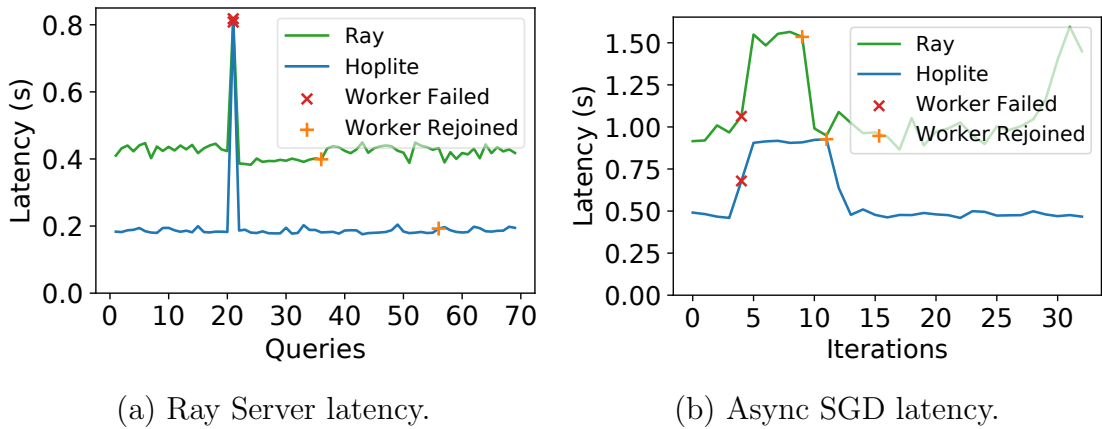 0.8
0.6
0.4
0.2
0.0
Latency (s)
Ray
Hoplite
Worker Failed
Worker Rejoined
0 10 20 30 40 50 60 70
Queries
(a) Ray Server latency.
1.50
1.25
1.00
0.75
0.50
0.25
0.00
Latency (s)
Ray
Hoplite
Worker Failed
Worker Rejoined
0 5 10 15 20 25 30
Iterations
(b) Async SGD latency.